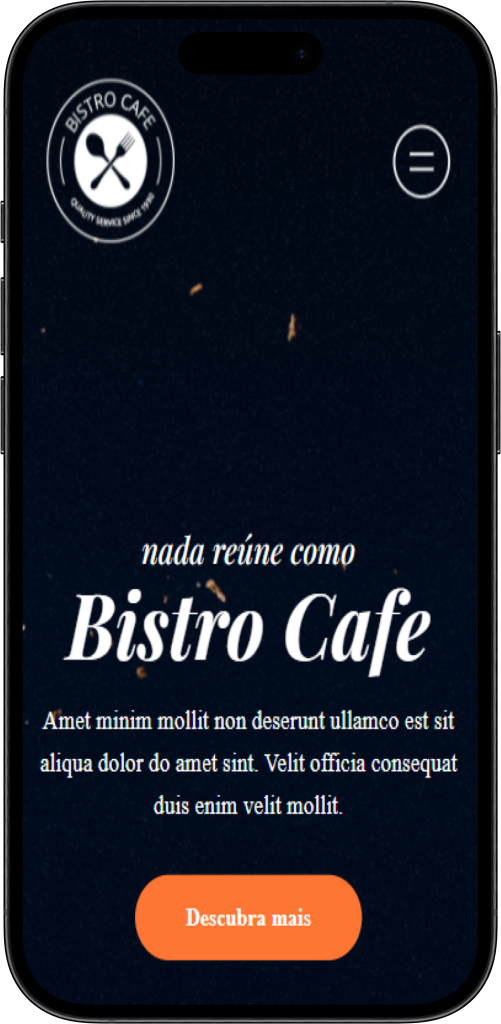 BISTRO CAFE
QUALITY SERVICE SINCE 1990
nada reúne como
Bistro Cafe
Amet minim mollit non deserunt ullamco est sit
aliqua dolor do amet sint. Velit officia consequat
duis enim velit mollit.
Descubra mais